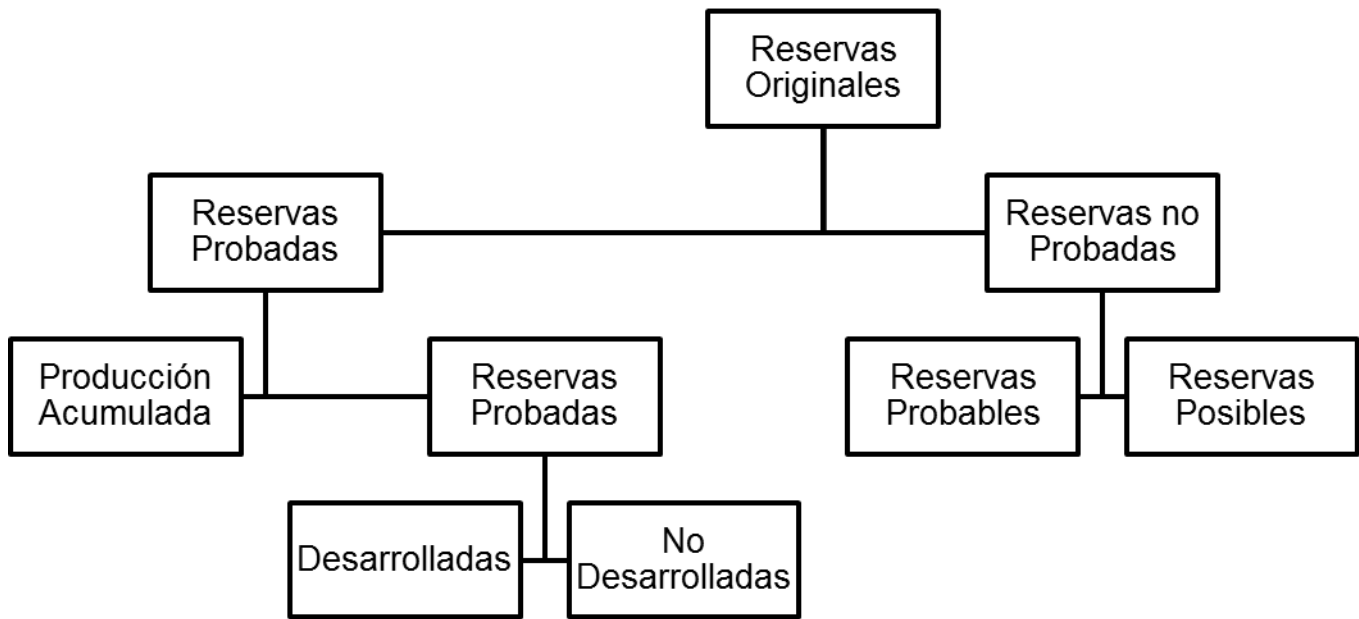 Reservas
Originales
Reservas
Probadas
Reservas no
Probadas
Producción
Acumulada
Reservas
Probadas
Reservas
Probables
Reservas
Posibles
Desarrolladas
No
Desarrolladas